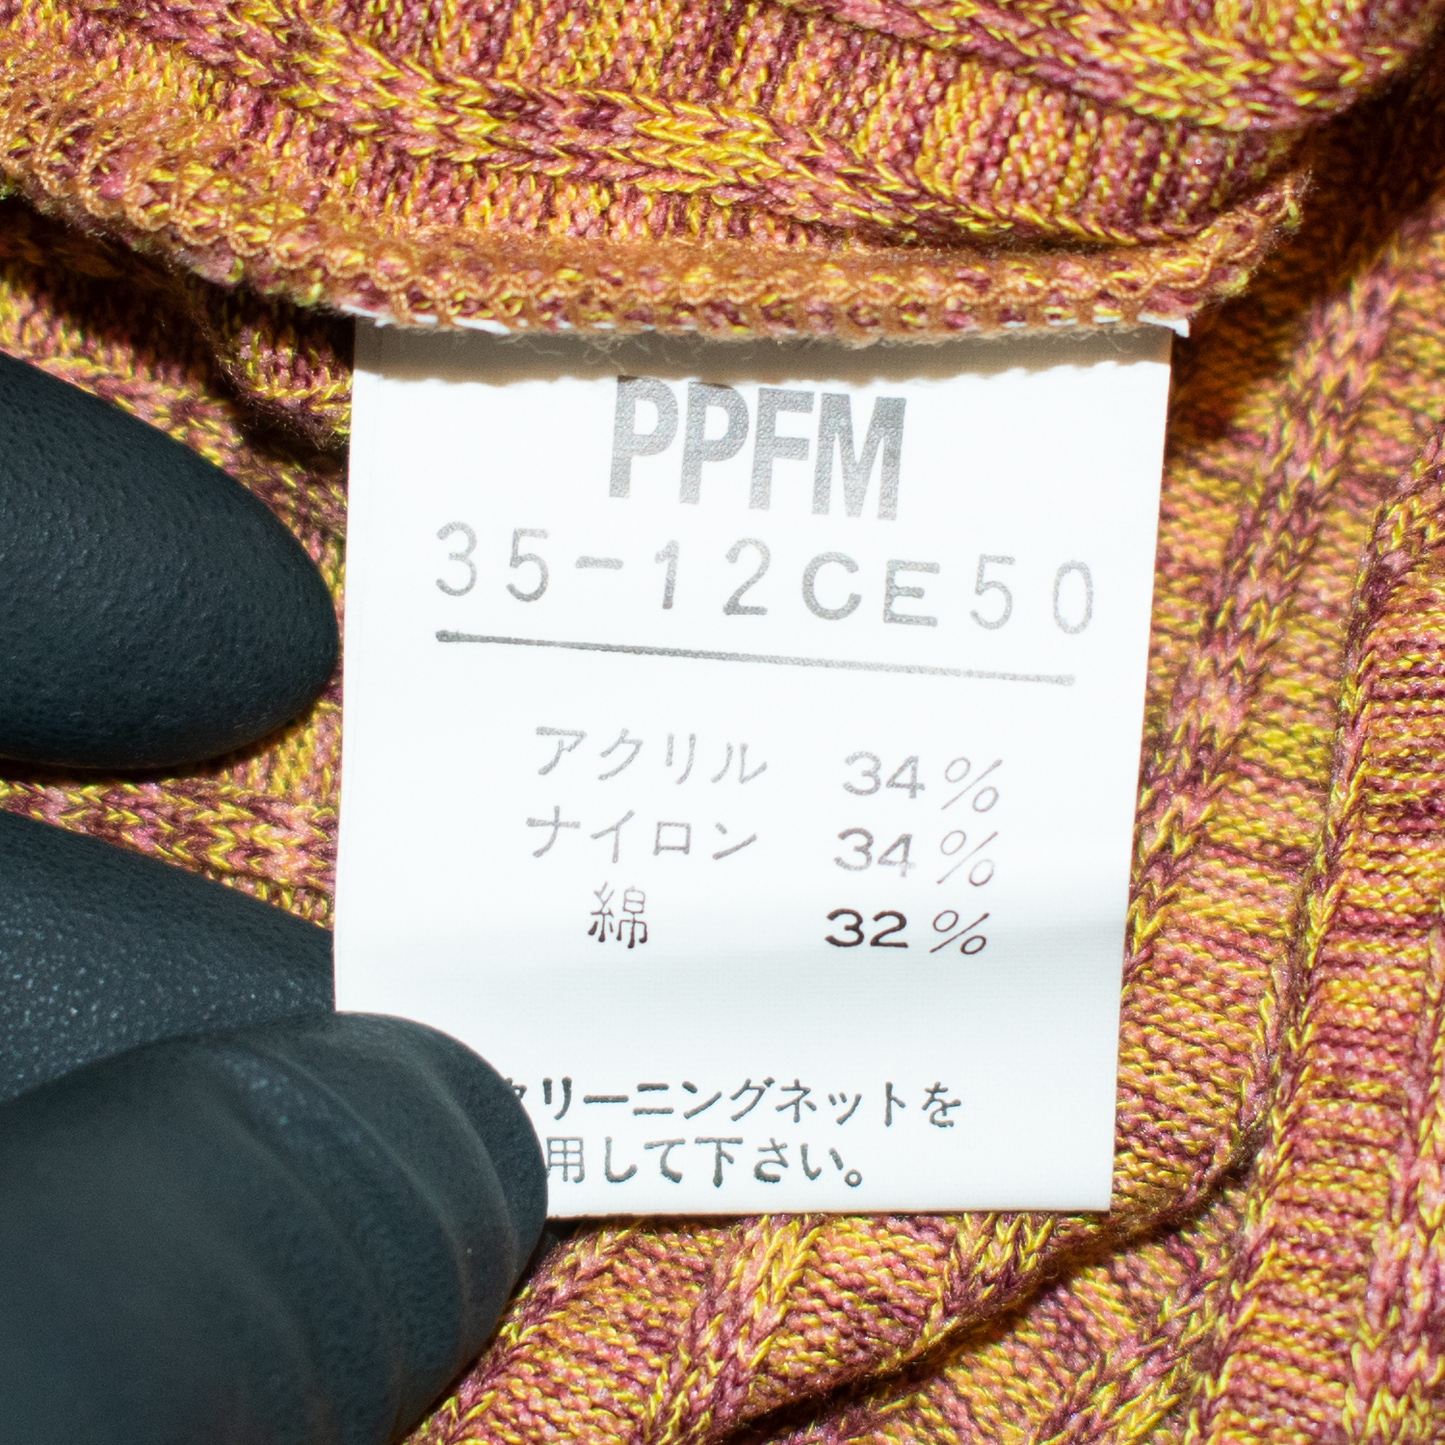 PPFM
35-12CE50
アクリル 34%
ナイロン 34%
綿 32%
クリーニングネットを
用して下さい。